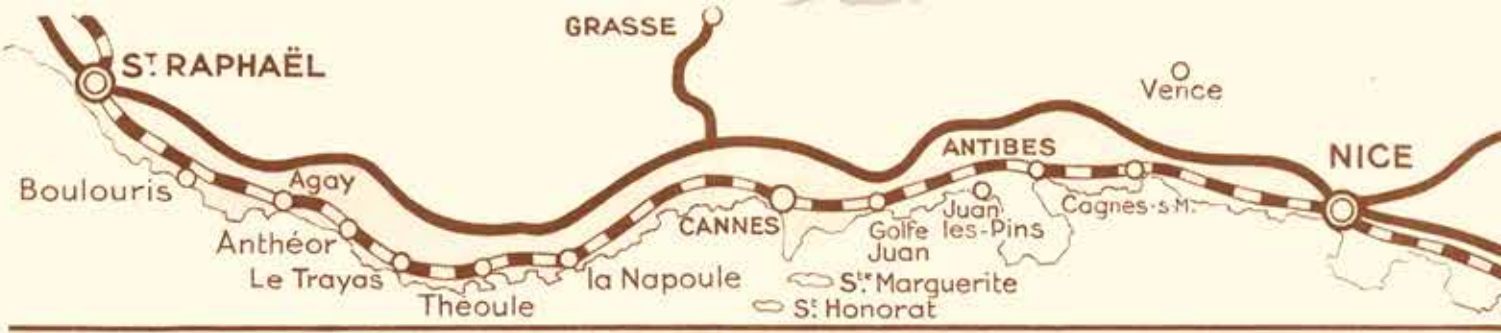 GRASSE
ST. RAPHAËL
Vence
ANTIBES
NICE
Boulouris
Agay
Cagnes-s-M.
CANNES
Juan
les-Pins
Golfe
Juan
Anthéor
Le Trayas
la Napoule
Ste Marguerite
Théoule
St Honorat